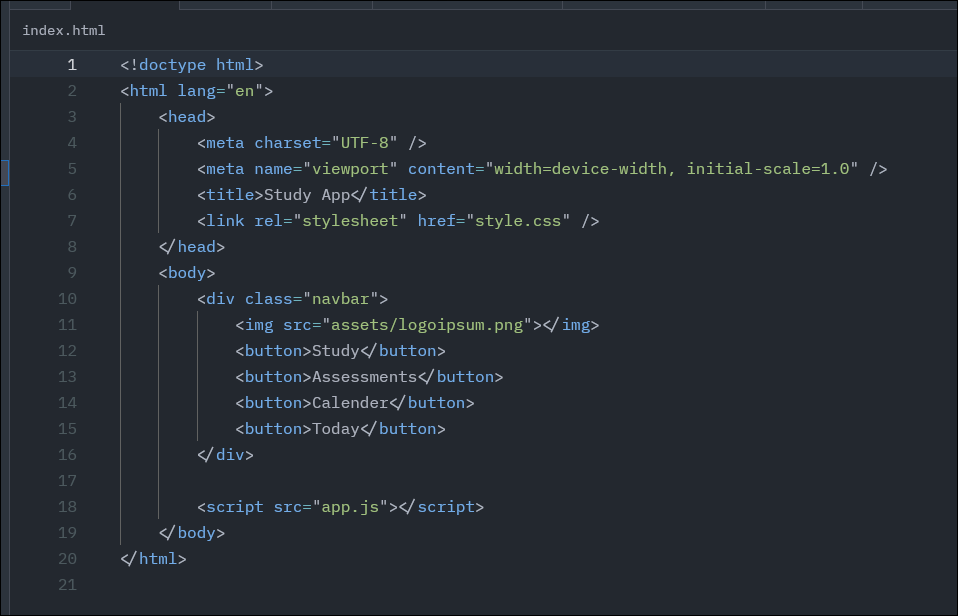 index.html
1 <!doctype html>
2 <html lang="en">
3 <head>
4 <meta charset="UTF-8" />
5 <meta name="viewport" content="width=device-width, initial-scale=1.0" />
6 <title>Study App</title>
7 <link rel="stylesheet" href="style.css" />
8 </head>
9 <body>
10 <div class="navbar">
11 <img src="assets/logoipsum.png"></img>
12 <button>Study</button>
13 <button>Assessments</button>
14 <button>Calender</button>
15 <button>Today</button>
16 </div>
17
18 <script src="app.js"></script>
19 </body>
20 </html>
21